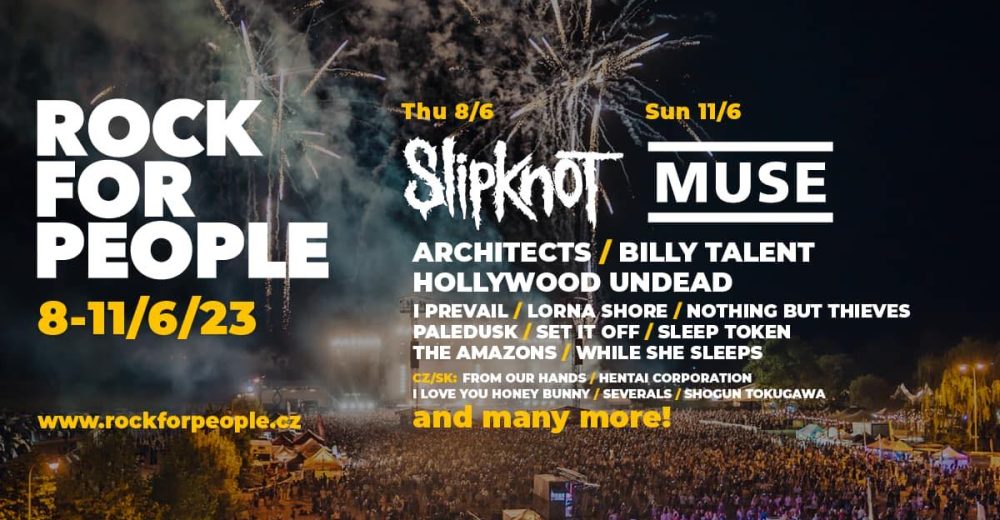 ROCK
FOR
PEOPLE
8-11/6/23
www.rockforpeople.cz
Thu 8/6
Slipknot
Sun 11/6
MUSE
ARCHITECTS / BILLY TALENT
HOLLYWOOD UNDEAD
I PREVAIL / LORNA SHORE / NOTHING BUT THIEVES
PALEDUSK / SET IT OFF / SLEEP TOKEN
THE AMAZONS / WHILE SHE SLEEPS
CZ/SK: FROM OUR HANDS / HENTAI CORPORATION
I LOVE YOU HONEY BUNNY / SEVERALS / SHOGUN TOKUGAWA
and many more!